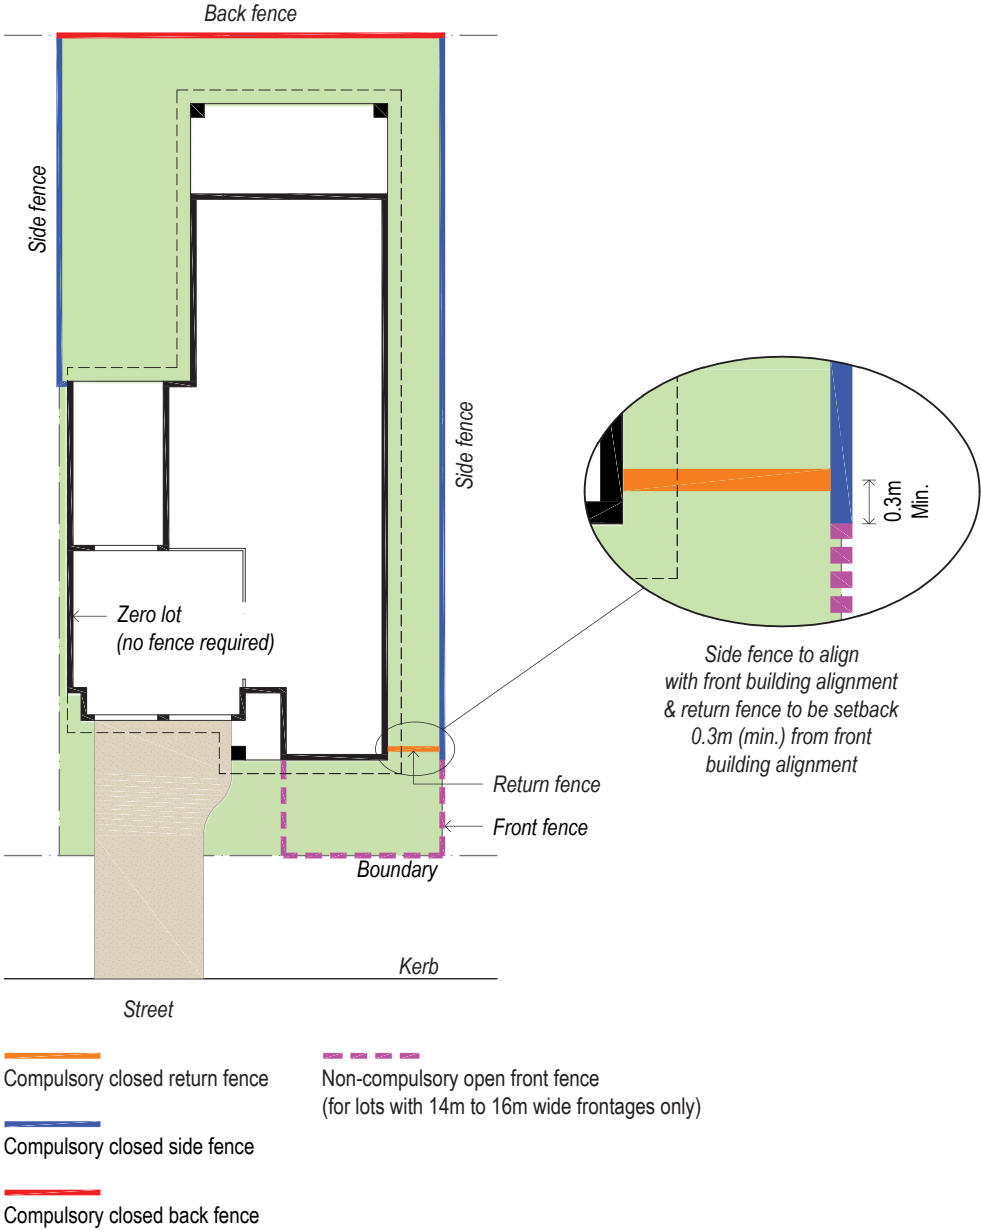 Back fence
Side fence
Side fence
0.3m
Min.
Zero lot
(no fence required)
Side fence to align
with front building alignment
& return fence to be setback
0.3m (min.) from front
building alignment
Return fence
Front fence
Boundary
Kerb
Street
Compulsory closed return fence
Non-compulsory open front fence
(for lots with 14m to 16m wide frontages only)
Compulsory closed side fence
Compulsory closed back fence